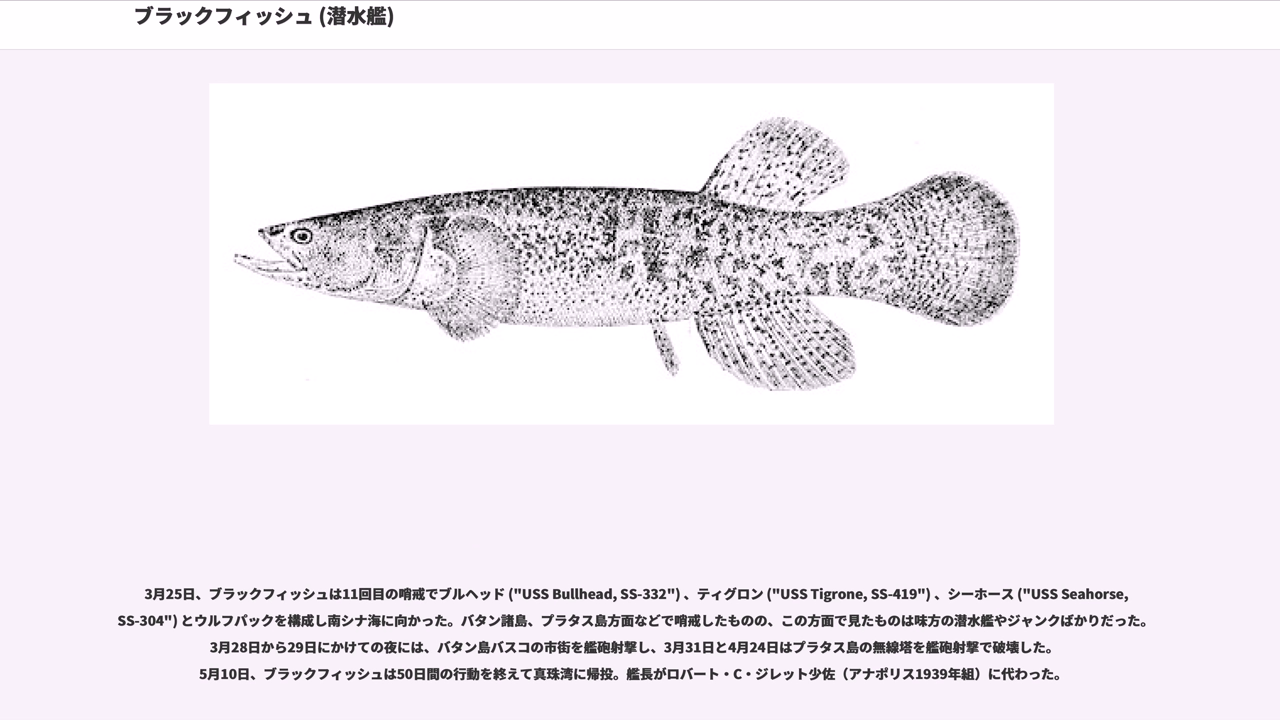 ブラックフィッシュ (潜水艦)
3月25日、ブラックフィッシュは11回目の哨戒でブルヘッド ("USS Bullhead, SS-332") 、ティグロン ("USS Tigrone, SS-419") 、シーホース ("USS Seahorse,
SS-304") とウルフパックを構成し南シナ海に向かった。バタン諸島、プラタス島方面などで哨戒したものの、この方面で見たものは味方の潜水艦やジャンクばかりだった。
3月28日から29日にかけての夜には、バタン島バスコの市街を艦砲射撃し、3月31日と4月24日はプラタス島の無線塔を艦砲射撃で破壊した。
5月10日、ブラックフィッシュは50日間の行動を終えて真珠湾に帰投。艦長がロバート・C・ジレット少佐（アナポリス1939年組）に代わった。